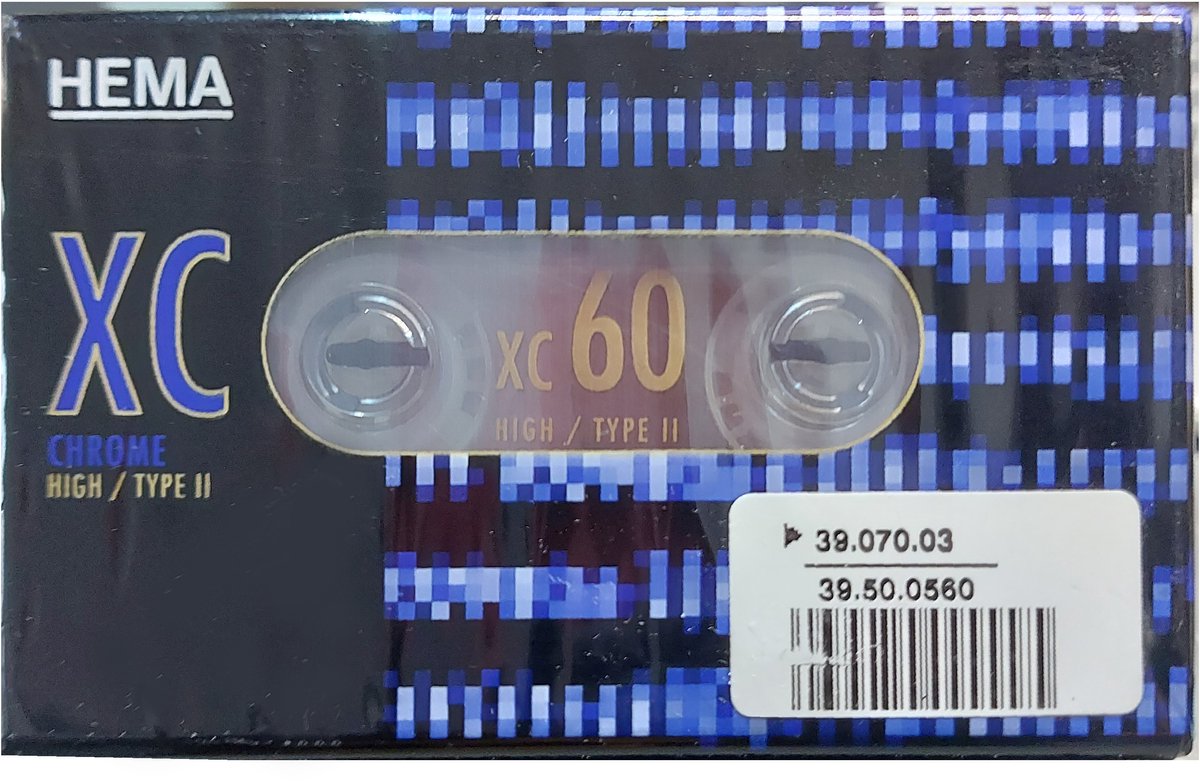 HEMA
XC
CHROME
HIGH / TYPE II
XC 60
HIGH / TYPE II
39.070.03
39.50.0560